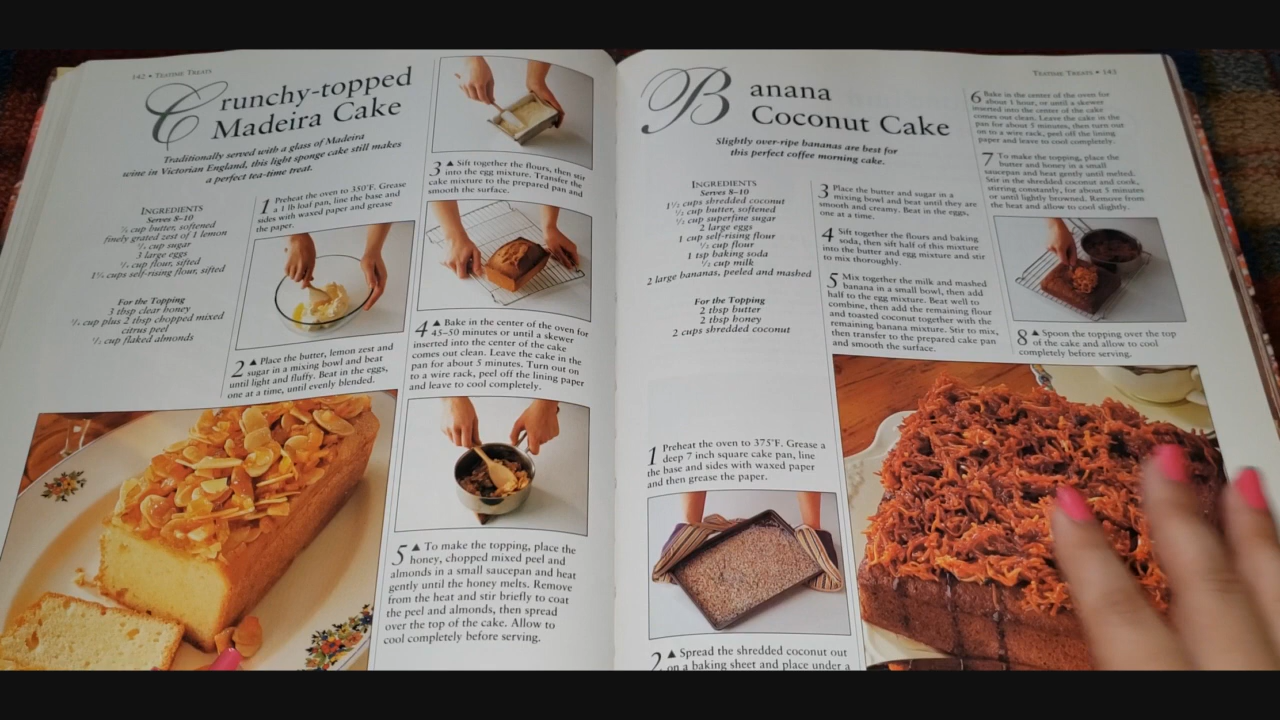 142 • TEATIME TREATS
Crunchy-topped
Madeira Cake
Traditionally served with a glass of Madeira
wine in Victorian England, this light sponge cake still makes
a perfect tea-time treat.
INGREDIENTS
Serves 8–10
cup butter, softened
finely grated zest of 1 lemon
cup sugar
3 large eggs
cup flour, sifted
cups self-rising flour, sifted
For the Topping
3 tbsp clear honey
cup plus 2 tbsp chopped mixed
citrus peel
cup flaked almonds
1 Preheat the oven to 350°F. Grease
a 1 lb loaf pan, line the base and
sides with waxed paper and grease
the paper.
2 ▲ Place the butter, lemon zest and
sugar in a mixing bowl and beat
until light and fluffy. Beat in the eggs,
one at a time, until evenly blended.
3 ▲ Sift together the flours, then stir
into the egg mixture. Transfer the
cake mixture to the prepared pan and
smooth the surface.
4 ▲ Bake in the center of the oven for
45–50 minutes or until a skewer
inserted into the center of the cake
comes out clean. Leave the cake in the
pan for about 5 minutes. Turn out on
to a wire rack, peel off the lining paper
and leave to cool completely.
5 ▲ To make the topping, place the
honey, chopped mixed peel and
almonds in a small saucepan and heat
gently until the honey melts. Remove
from the heat and stir briefly to coat
the peel and almonds, then spread
over the top of the cake. Allow to
cool completely before serving.
TEATIME TREATS • 143
Banana
Coconut Cake
Slightly over-ripe bananas are best for
this perfect coffee morning cake.
INGREDIENTS
Serves 8–10
1½ cups shredded coconut
½ cup butter, softened
½ cup superfine sugar
2 large eggs
1 cup self-rising flour
½ cup flour
1 tsp baking soda
½ cup milk
2 large bananas, peeled and mashed
For the Topping
2 tbsp butter
2 tbsp honey
2 cups shredded coconut
1 Preheat the oven to 375°F. Grease a
deep 7 inch square cake pan, line
the base and sides with waxed paper
and then grease the paper.
2 ▲ Spread the shredded coconut out
on a baking sheet and place under a
3 Place the butter and sugar in a
mixing bowl and beat until they are
smooth and creamy. Beat in the eggs,
one at a time.
4 Sift together the flours and baking
soda, then sift half of this mixture
into the butter and egg mixture and stir
to mix thoroughly.
5 Mix together the milk and mashed
banana in a small bowl, then add
half to the egg mixture. Beat well to
combine, then add the remaining flour
and toasted coconut together with the
remaining banana mixture. Stir to mix,
then transfer to the prepared cake pan
and smooth the surface.
6 Bake in the center of the oven for
about 1 hour, or until a skewer
inserted into the center of the cake
comes out clean. Leave the cake in the
pan for about 5 minutes, then turn out
on to a wire rack, peel off the lining
paper and leave to cool completely.
7 To make the topping, place the
butter and honey in a small
saucepan and heat gently until melted.
Stir in the shredded coconut and cook,
stirring constantly, for about 5 minutes
or until lightly browned. Remove from
the heat and allow to cool slightly.
8 ▲ Spoon the topping over the top
of the cake and allow to cool
completely before serving.